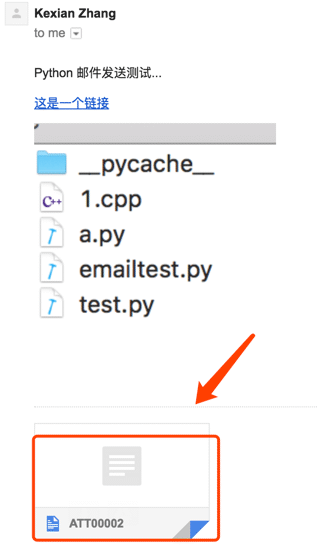 Kexian Zhang
to me
Python 邮件发送测试...
这是一个链接
__pycache__
C++ 1.cpp
a.py
emailtest.py
test.py
ATT00002